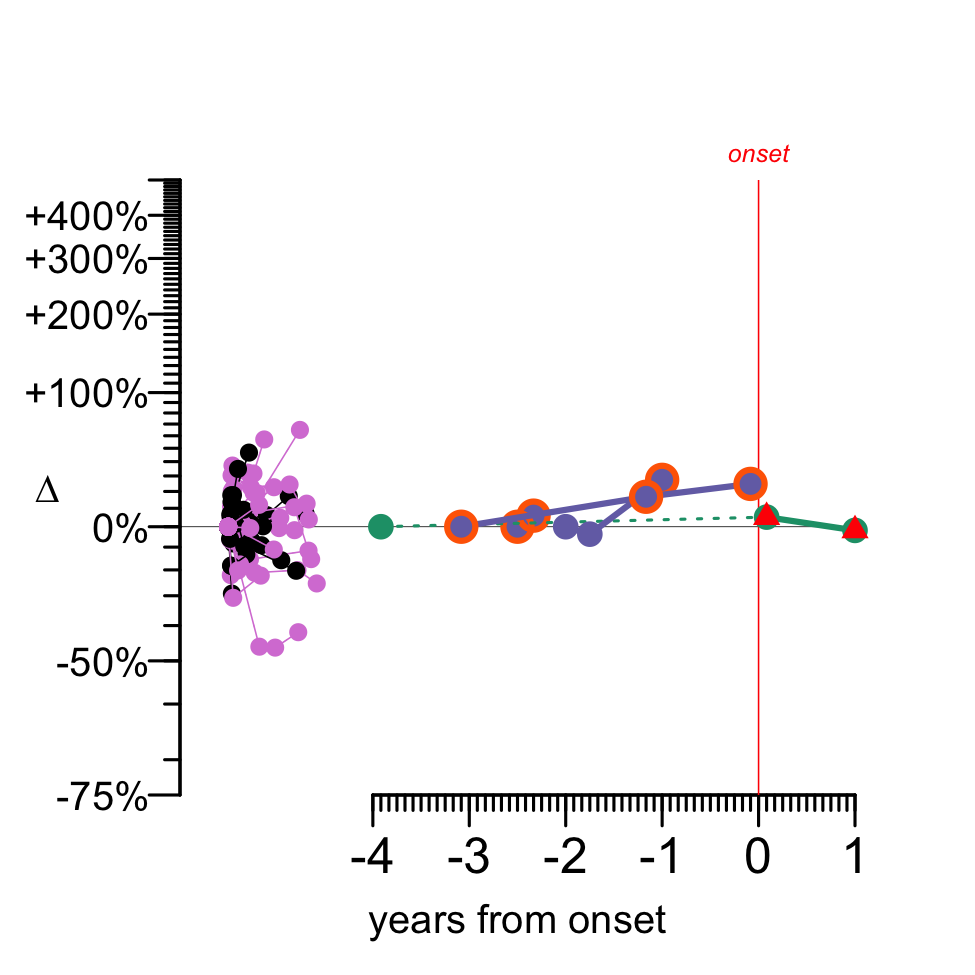 onset
+400%
+300%
+200%
+100%
Δ
0%
-50%
-75%
-4 -3 -2 -1 0 1
years from onset